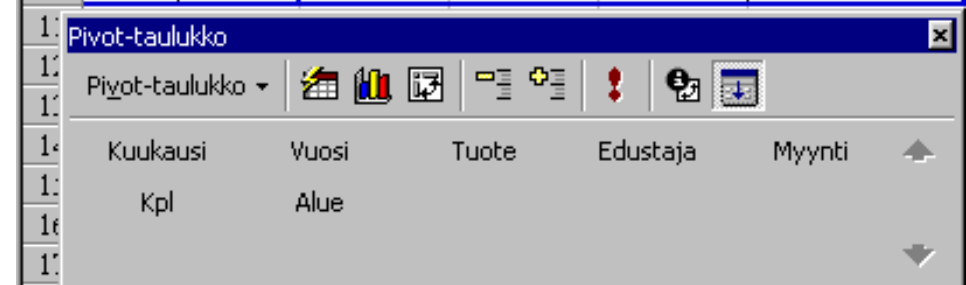 Pivot-taulukko
Pivot-taulukko
Kuukausi Vuosi Tuote Edustaja Myynti
Kpl Alue